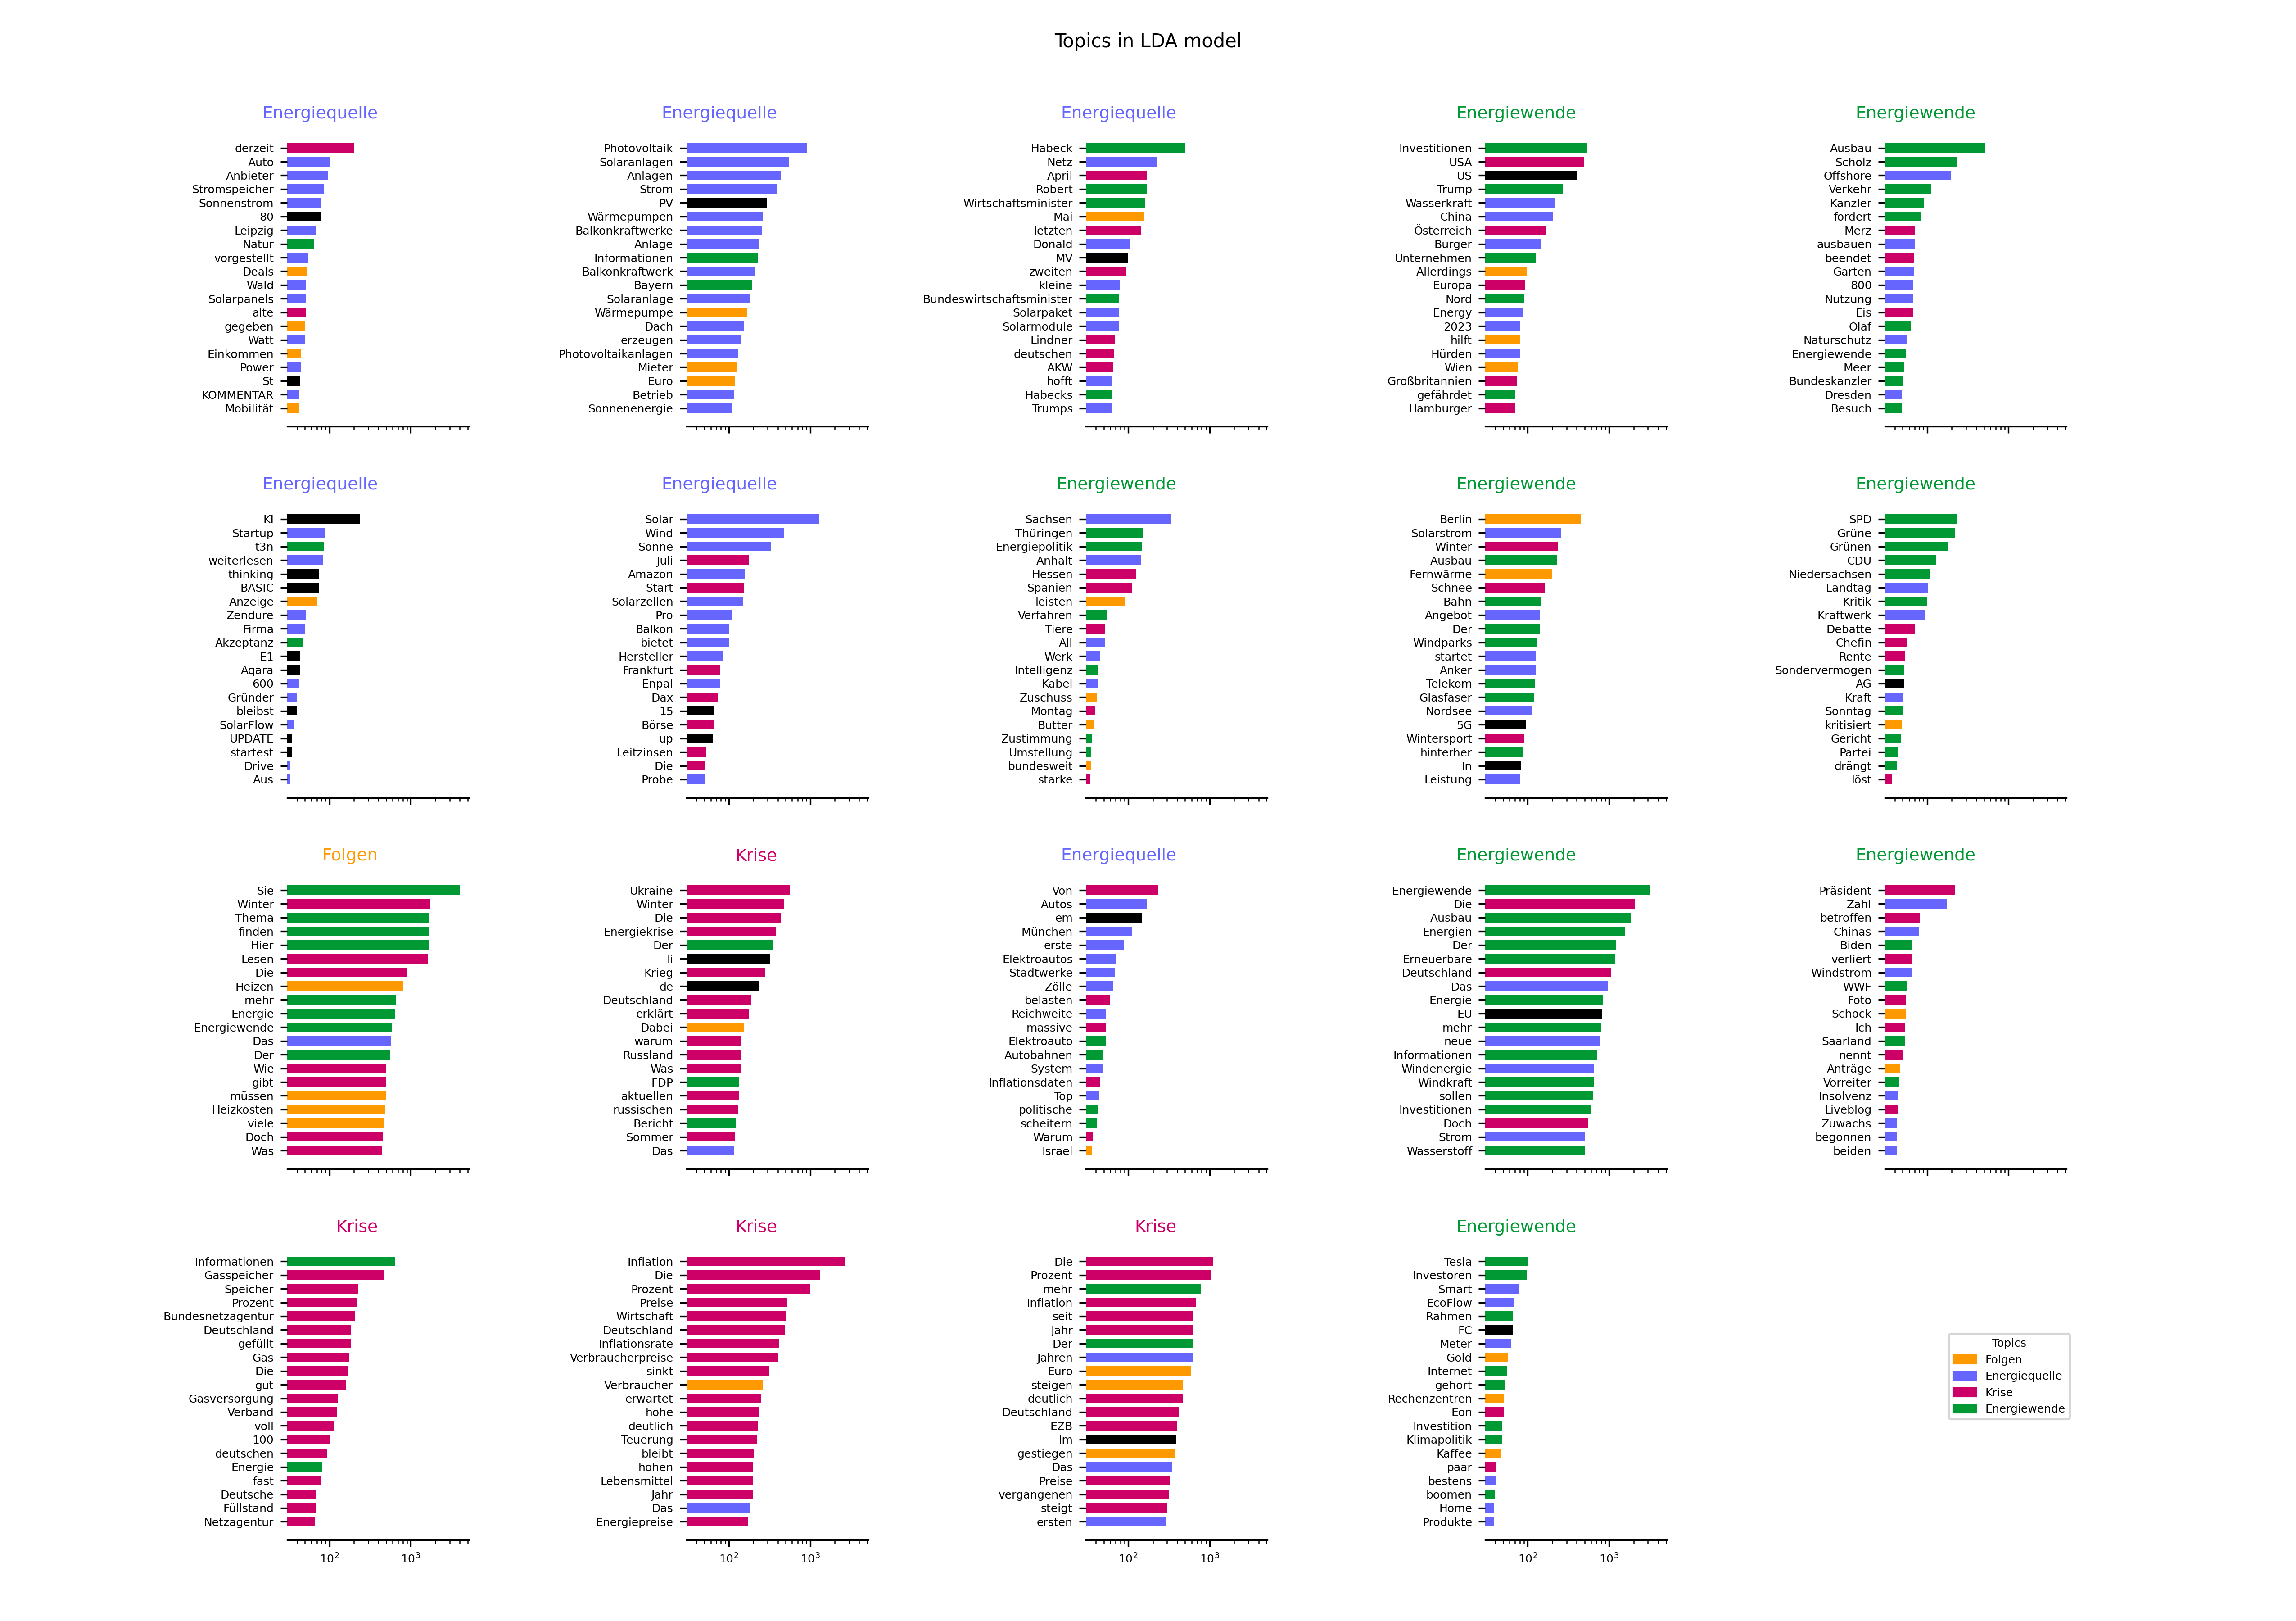 Topics in LDA model
Energiequelle
derzeit
Auto
Anbieter
Stromspeicher
Sonnenstrom
80
Leipzig
Natur
vorgestellt
Deals
Wald
Solarpanels
alte
gegeben
Watt
Einkommen
Power
St
KOMMENTAR
Mobilität
Energiequelle
Photovoltaik
Solaranlagen
Anlagen
Strom
PV
Wärmepumpen
Balkonkraftwerke
Anlage
Informationen
Balkonkraftwerk
Bayern
Solaranlage
Wärmepumpe
Dach
erzeugen
Photovoltaikanlagen
Mieter
Euro
Betrieb
Sonnenenergie
Energiequelle
Habeck
Netz
April
Robert
Wirtschaftsminister
Mai
letzten
Donald
MV
zweiten
kleine
Bundeswirtschaftsminister
Solarpaket
Solarmodule
Lindner
deutschen
AKW
hofft
Habecks
Trumps
Energiewende
Investitionen
USA
US
Trump
Wasserkraft
China
Österreich
Burger
Unternehmen
Allerdings
Europa
Nord
Energy
2023
hilft
Hürden
Wien
Großbritannien
gefährdet
Hamburger
Energiewende
Ausbau
Scholz
Offshore
Verkehr
Kanzler
fordert
Merz
ausbauen
beendet
Garten
800
Nutzung
Eis
Olaf
Naturschutz
Energiewende
Meer
Bundeskanzler
Dresden
Besuch
Energiequelle
KI
Startup
t3n
weiterlesen
thinking
BASIC
Anzeige
Zendure
Firma
Akzeptanz
E1
Aqara
600
Gründer
bleibst
SolarFlow
UPDATE
startest
Drive
Aus
Energiequelle
Solar
Wind
Sonne
Juli
Amazon
Start
Solarzellen
Pro
Balkon
bietet
Hersteller
Frankfurt
Enpal
Dax
15
Börse
up
Leitzinsen
Die
Probe
Energiewende
Sachsen
Thüringen
Energiepolitik
Anhalt
Hessen
Spanien
leisten
Verfahren
Tiere
All
Werk
Intelligenz
Kabel
Zuschuss
Montag
Butter
Zustimmung
Umstellung
bundesweit
starke
Energiewende
Berlin
Solarstrom
Winter
Ausbau
Fernwärme
Schnee
Bahn
Angebot
Der
Windparks
startet
Anker
Telekom
Glasfaser
Nordsee
5G
Wintersport
hinterher
In
Leistung
Energiewende
SPD
Grüne
Grünen
CDU
Niedersachsen
Landtag
Kritik
Kraftwerk
Debatte
Chefin
Rente
Sondervermögen
AG
Kraft
Sonntag
kritisiert
Gericht
Partei
drängt
löst
Folgen
Sie
Winter
Thema
finden
Hier
Lesen
Die
Heizen
mehr
Energie
Energiewende
Das
Der
Wie
gibt
müssen
Heizkosten
viele
Doch
Was
Krise
Ukraine
Winter
Die
Energiekrise
Der
li
Krieg
de
Deutschland
erklärt
Dabei
warum
Russland
Was
FDP
aktuellen
russischen
Bericht
Sommer
Das
Energiequelle
Von
Autos
em
München
erste
Elektroautos
Stadtwerke
Zölle
belasten
Reichweite
massive
Elektroauto
Autobahnen
System
Inflationsdaten
Top
politische
scheitern
Warum
Israel
Energiewende
Energiewende
Die
Ausbau
Energien
Der
Erneuerbare
Deutschland
Das
Energie
EU
mehr
neue
Informationen
Windenergie
Windkraft
sollen
Investitionen
Doch
Strom
Wasserstoff
Energiewende
Präsident
Zahl
betroffen
Chinas
Biden
verliert
Windstrom
WWF
Foto
Schock
Ich
Saarland
nennt
Anträge
Vorreiter
Insolvenz
Liveblog
Zuwachs
begonnen
beiden
Krise
Informationen
Gasspeicher
Speicher
Prozent
Bundesnetzagentur
Deutschland
gefüllt
Gas
Die
gut
Gasversorgung
Verband
voll
100
deutschen
Energie
fast
Deutsche
Füllstand
Netzagentur
10² 10³
Krise
Inflation
Die
Prozent
Preise
Wirtschaft
Deutschland
Inflationsrate
Verbraucherpreise
sinkt
Verbraucher
erwartet
hohe
deutlich
Teuerung
bleibt
hohen
Lebensmittel
Jahr
Das
Energiepreise
10² 10³
Krise
Die
Prozent
mehr
Inflation
seit
Jahr
Der
Jahren
Euro
steigen
deutlich
Deutschland
EZB
Im
gestiegen
Das
Preise
vergangenen
steigt
ersten
10² 10³
Energiewende
Tesla
Investoren
Smart
EcoFlow
Rahmen
FC
Meter
Gold
Internet
gehört
Rechenzentren
Eon
Investition
Klimapolitik
Kaffee
paar
bestens
boomen
Home
Produkte
10² 10³
Topics
Folgen
Energiequelle
Krise
Energiewende